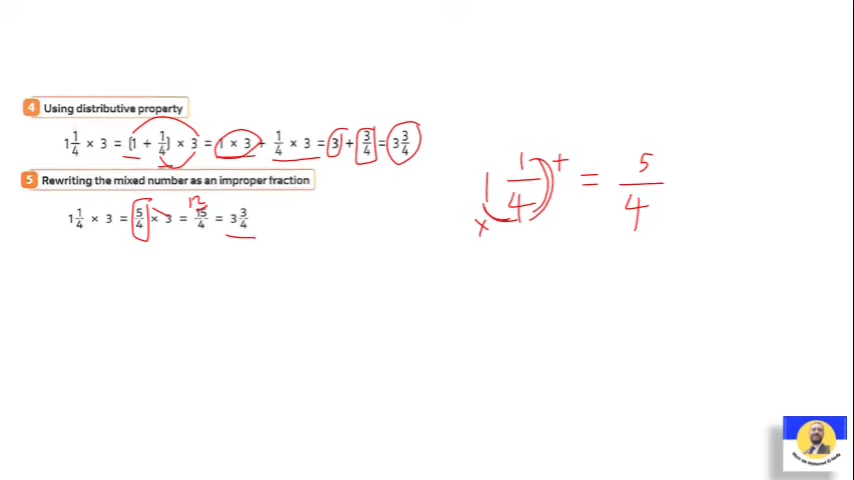 4 Using distributive property
1 1/4 × 3 = [1 + 1/4] × 3 = 1 × 3 + 1/4 × 3 = 3 + 3/4 = 3 3/4
5 Rewriting the mixed number as an improper fraction
1 1/4 × 3 = 5/4 × 3 = 15/4 = 3 3/4
12
1 1/4 + = 5/4
×